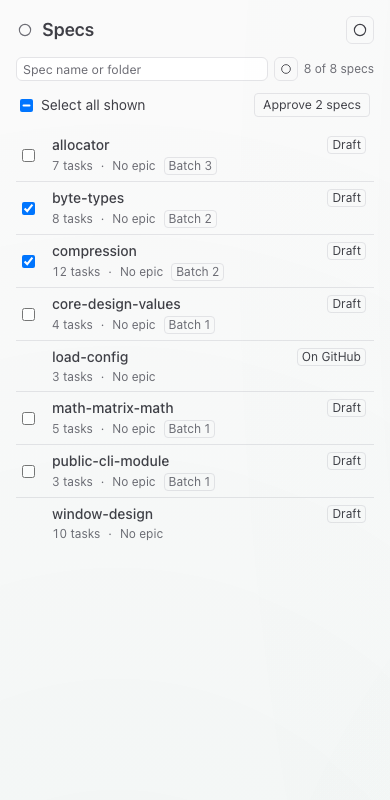 Specs
Spec name or folder
8 of 8 specs
Select all shown
Approve 2 specs
allocator
Draft
7 tasks · No epic Batch 3
byte-types
Draft
8 tasks · No epic Batch 2
compression
Draft
12 tasks · No epic Batch 2
core-design-values
Draft
4 tasks · No epic Batch 1
load-config
On GitHub
3 tasks · No epic
math-matrix-math
Draft
5 tasks · No epic Batch 1
public-cli-module
Draft
3 tasks · No epic Batch 1
window-design
Draft
10 tasks · No epic